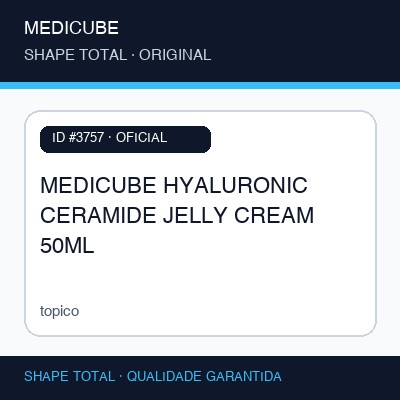 MEDICUBE
SHAPE TOTAL · ORIGINAL
ID #3757 · OFICIAL
MEDICUBE HYALURONIC
CERAMIDE JELLY CREAM
50ML
topico
SHAPE TOTAL · QUALIDADE GARANTIDA